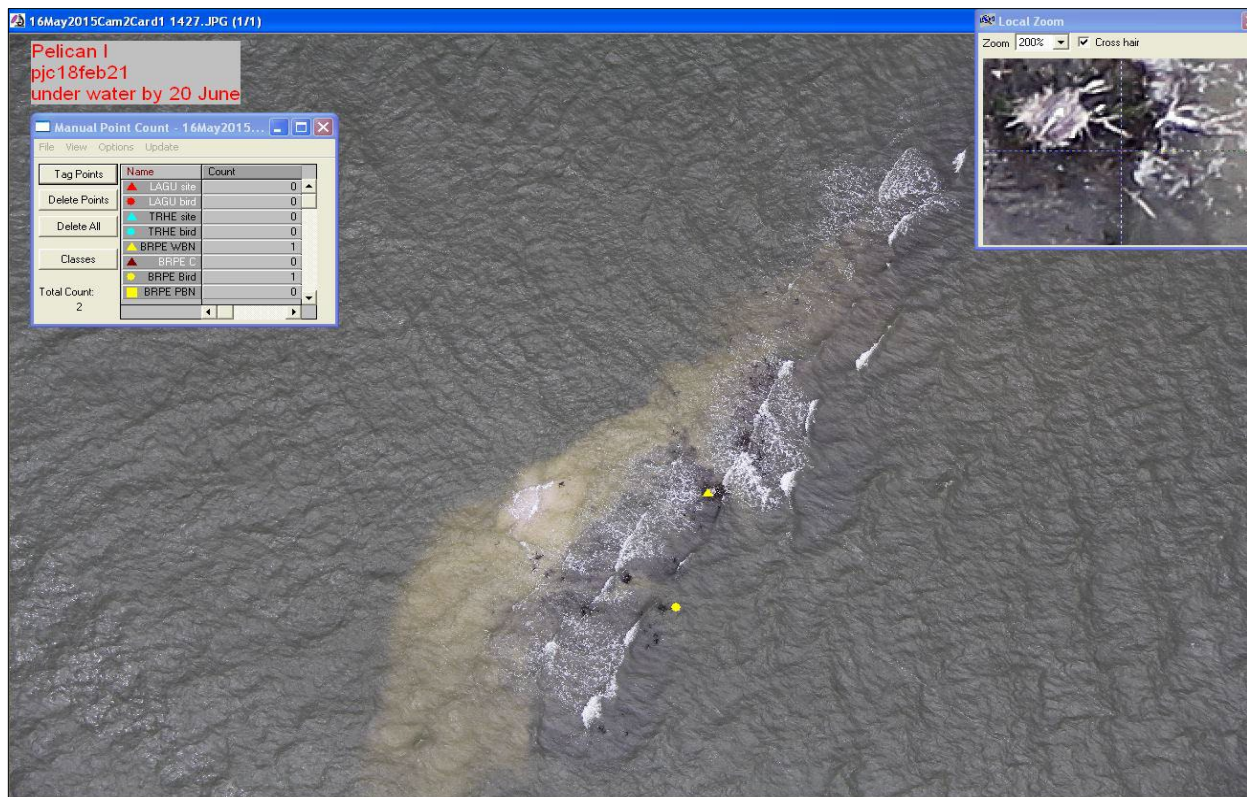 16May2015Cam2Card1 1427.JPG (1/1)
Pelican I
pjc18feb21
under water by 20 June
Manual Point Count - 16May2015...
File View Options Update
Tag Points
Delete Points
Delete All
Classes
Total Count:
2
Name Count
LAGU site 0
LAGU bird 0
TRHE site 0
TRHE bird 0
BRPE WBN 1
BRPE C 0
BRPE Bird 1
BRPE PBN 0
Local Zoom
Zoom 200% Cross hair